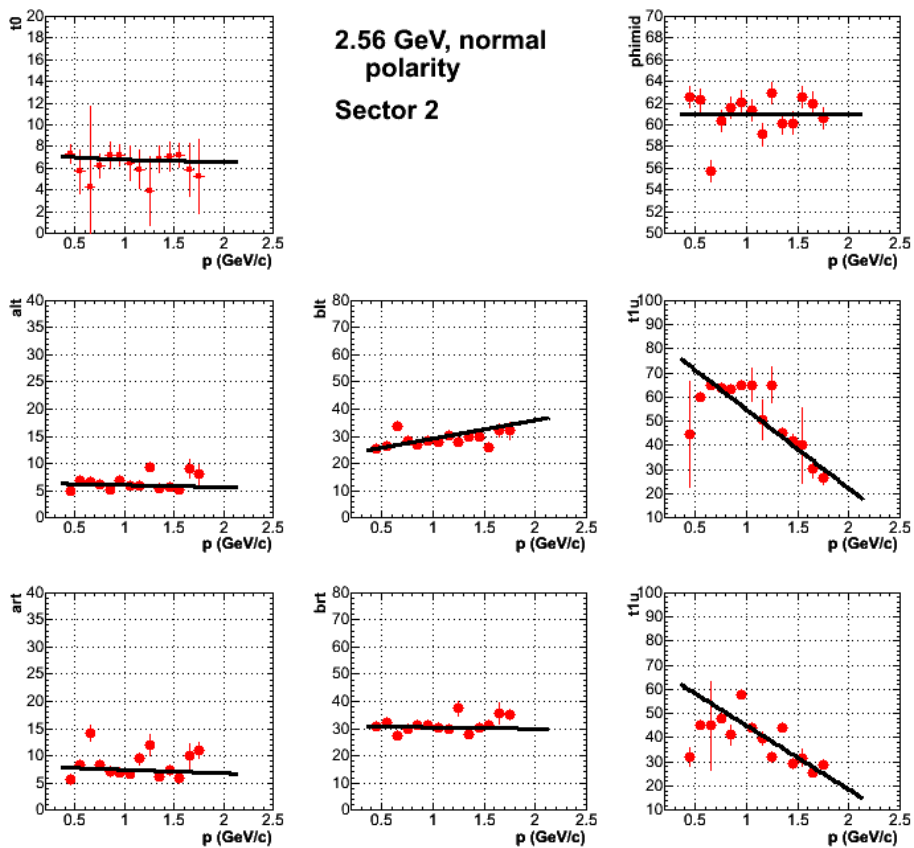 t0
20
18
16
14
12
10
8
6
4
2
0
0.5 1 1.5 2 2.5
p (GeV/c)
2.56 GeV, normal
polarity
Sector 2
phimid
70
68
66
64
62
60
58
56
54
52
50
0.5 1 1.5 2 2.5
p (GeV/c)
alt
40
35
30
25
20
15
10
5
0
0.5 1 1.5 2 2.5
p (GeV/c)
blt
80
70
60
50
40
30
20
10
0
0.5 1 1.5 2 2.5
p (GeV/c)
t1u
100
90
80
70
60
50
40
30
20
10
0.5 1 1.5 2 2.5
p (GeV/c)
art
40
35
30
25
20
15
10
5
0
0.5 1 1.5 2 2.5
p (GeV/c)
brt
80
70
60
50
40
30
20
10
0
0.5 1 1.5 2 2.5
p (GeV/c)
t1u
100
90
80
70
60
50
40
30
20
10
0.5 1 1.5 2 2.5
p (GeV/c)